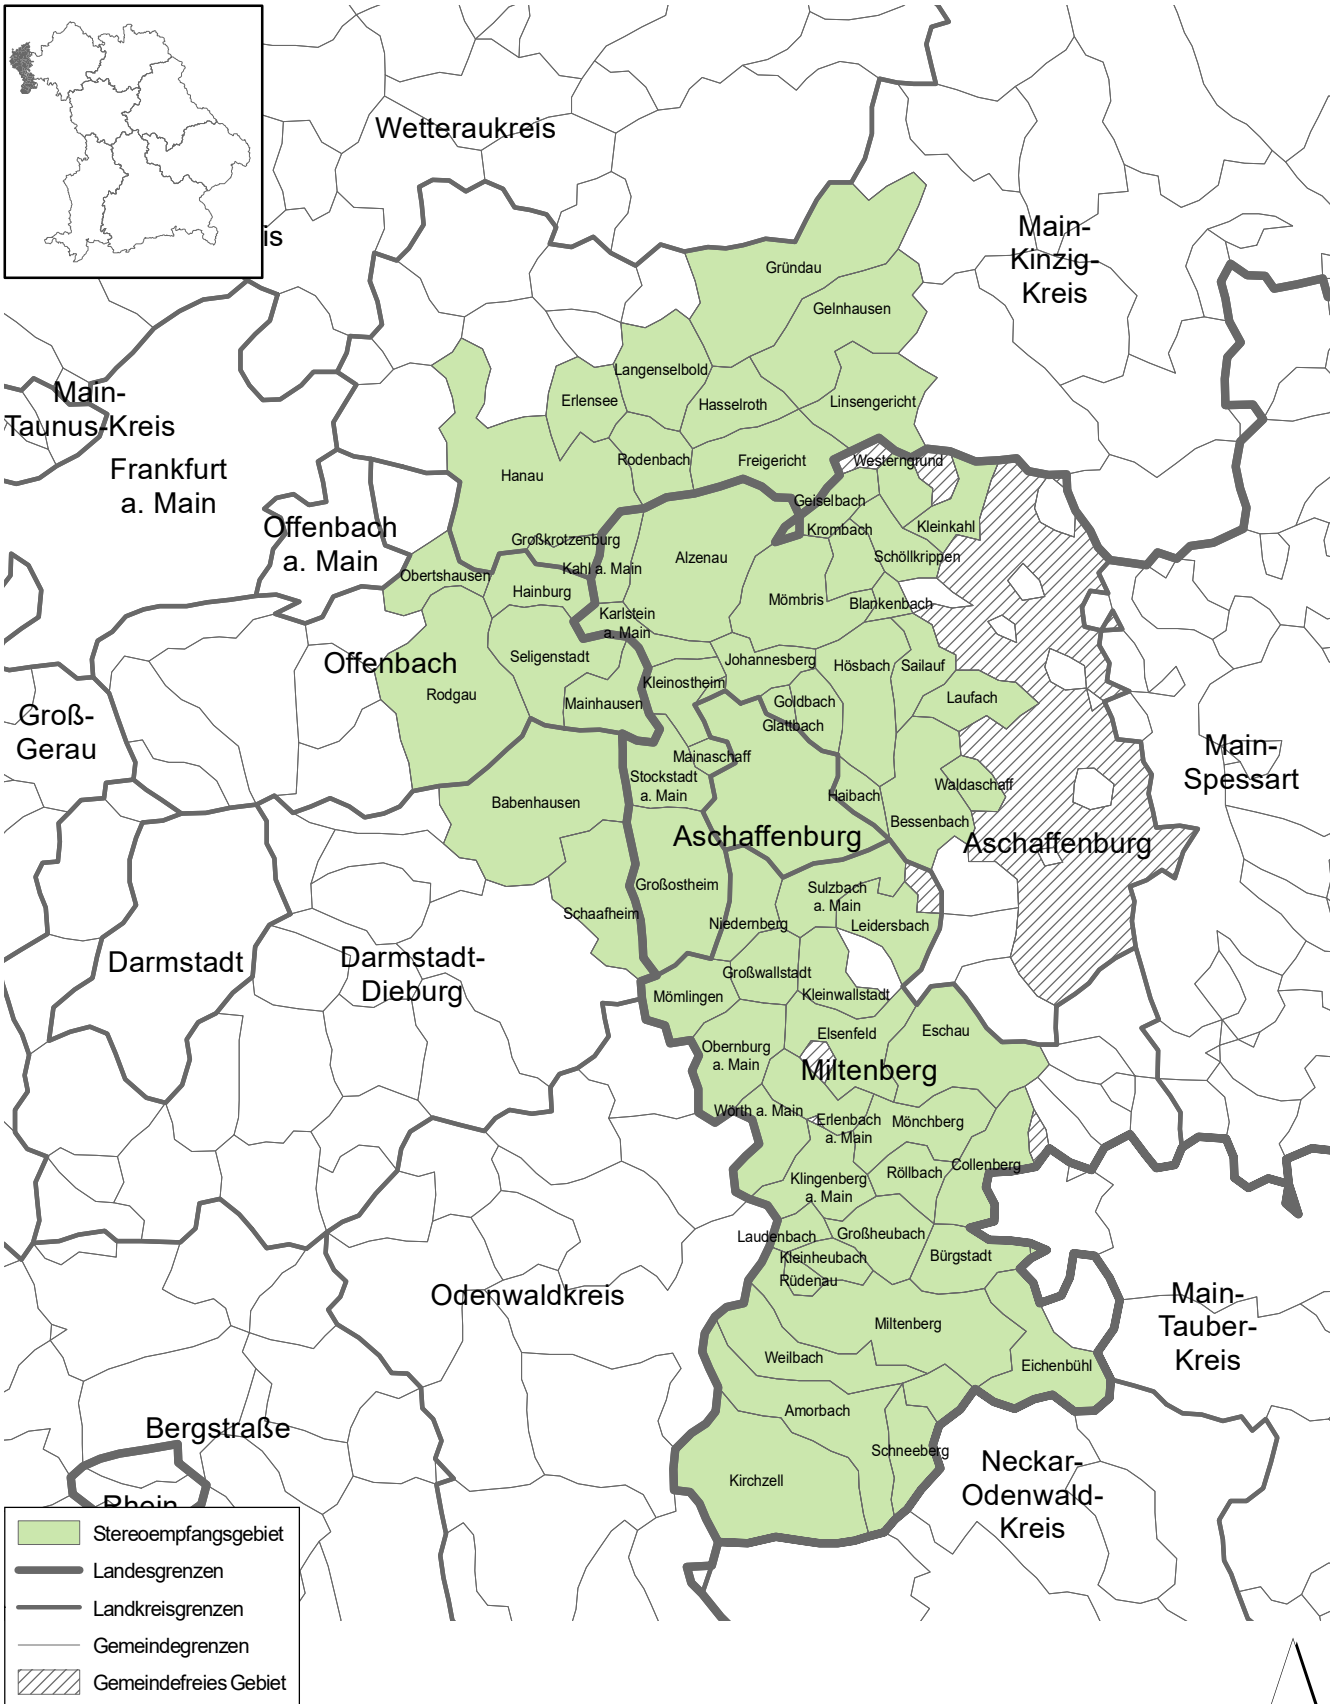 Wetteraukreis
is
Main-
Kinzig-
Kreis
Gründau
Gelnhausen
Langenselbold
Erlensee
Hasselroth
Linsengericht
Main-
Taunus-Kreis
Frankfurt
a. Main
Hanau
Rodenbach
Freigericht
Westerngrund
Geiselbach
Krombach
Kleinkahl
Offenbach
a. Main
Großkrotzenburg
Kahl a. Main
Alzenau
Schöllkrippen
Obertshausen
Hainburg
Karlstein
a. Main
Mömbris
Blankenbach
Offenbach
Seligenstadt
Rodgau
Mainhausen
Kleinostheim
Johannesberg
Hösbach
Sailauf
Laufach
Goldbach
Glattbach
Groß-
Gerau
Mainaschaff
Stockstadt
a. Main
Main-
Spessart
Babenhausen
Haibach
Waldaschaff
Bessenbach
Aschaffenburg
Aschaffenburg
Großostheim
Sulzbach
a. Main
Schaafheim
Niedernberg
Leidersbach
Darmstadt
Darmstadt-
Dieburg
Großwallstadt
Mömlingen
Kleinwallstadt
Elsenfeld
Eschau
Obernburg
a. Main
Miltenberg
Wörth a. Main
Erlenbach
a. Main
Mönchberg
Collenberg
Röllbach
Klingenberg
a. Main
Laudenbach
Großheubach
Kleinheubach
Bürgstadt
Rüdenau
Odenwaldkreis
Main-
Tauber-
Kreis
Miltenberg
Weilbach
Eichenbühl
Amorbach
Bergstraße
Schneeberg
Kirchzell
Neckar-
Odenwald-
Kreis
Rhein
Stereoempfangsgebiet
Landesgrenzen
Landkreisgrenzen
Gemeindegrenzen
Gemeindefreies Gebiet